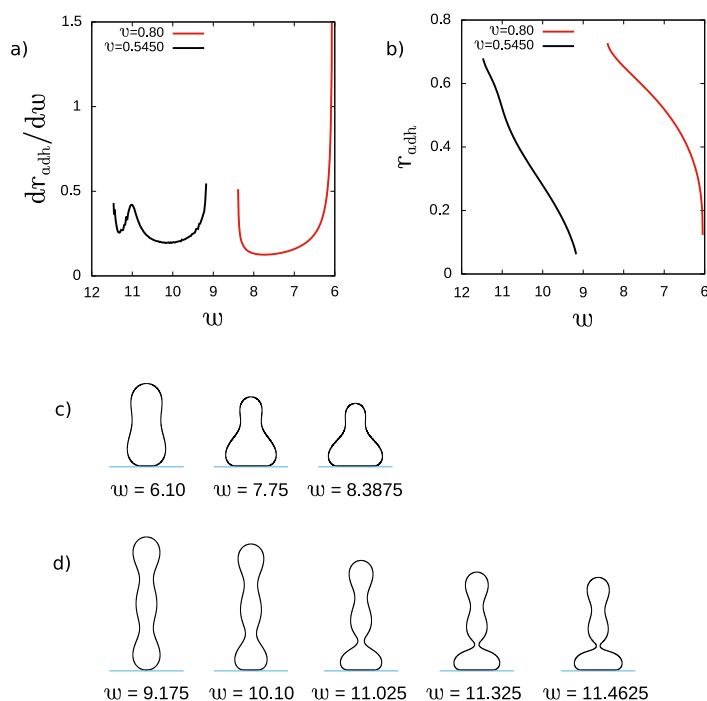 a)
υ=0.80
υ=0.5450
dr_adh/dw
1.5
1
0.5
0
12 11 10 9 8 7 6
w
b)
υ=0.80
υ=0.5450
r_adh
0.8
0.6
0.4
0.2
0
12 11 10 9 8 7 6
w
c)
w = 6.10 w = 7.75 w = 8.3875
d)
w = 9.175 w = 10.10 w = 11.025 w = 11.325 w = 11.4625